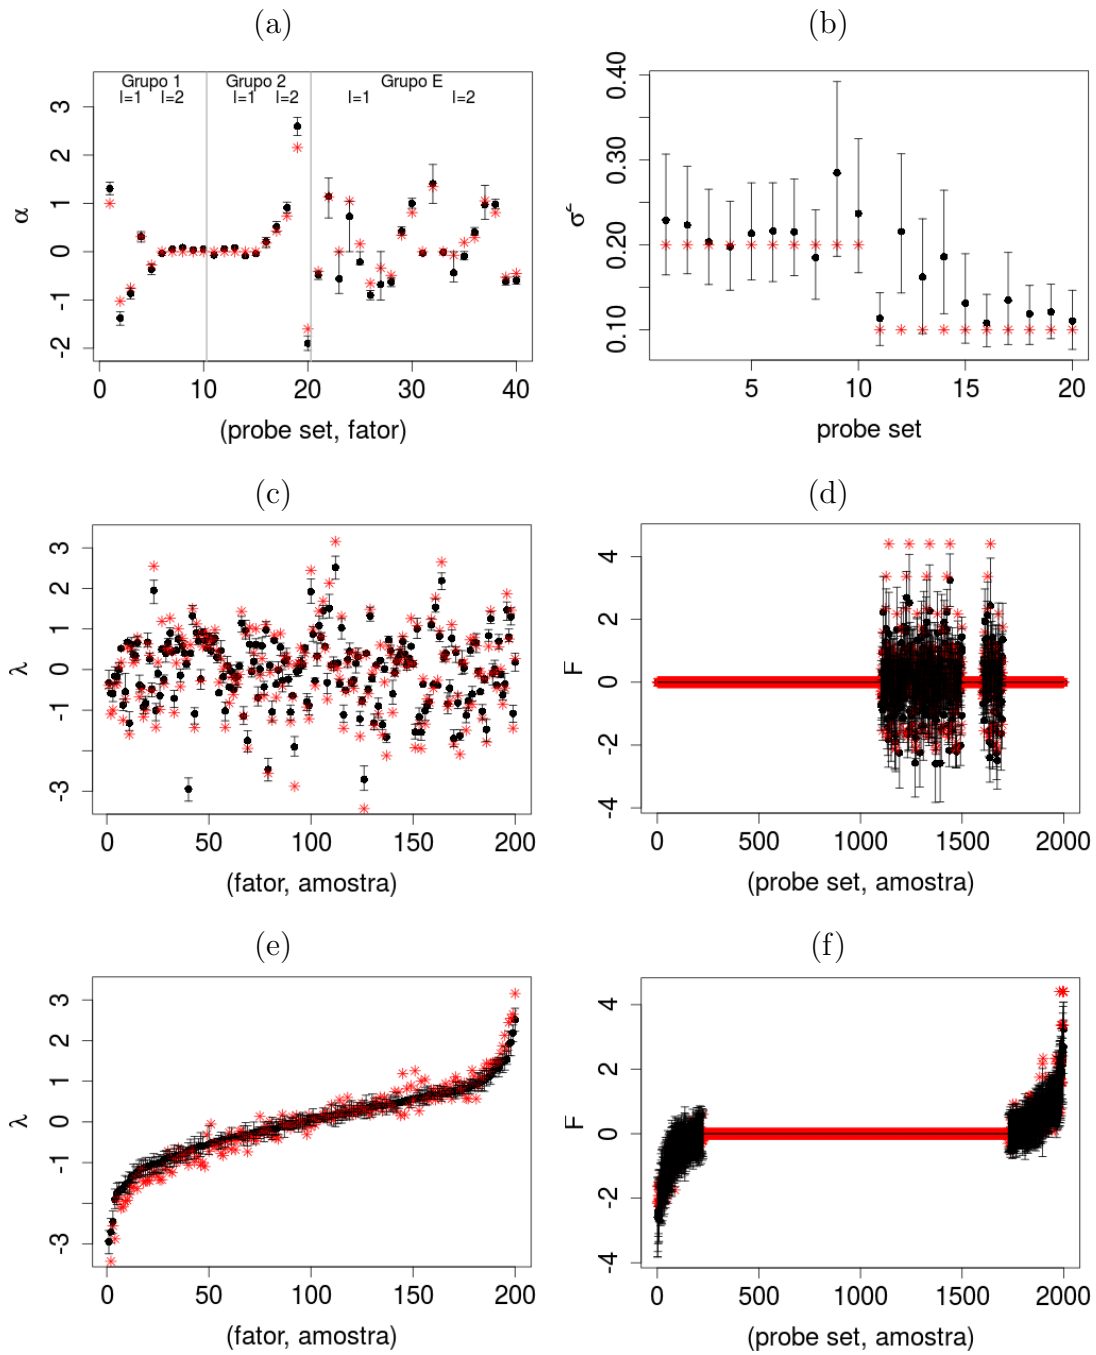 (a)
Grupo 1 Grupo 2 Grupo E
l=1 l=2 l=1 l=2 l=1 l=2
3
2
1
0
-1
-2
α
0 10 20 30 40
(probe set, fator)
(b)
0.40
0.30
0.20
0.10
σ²
5 10 15 20
probe set
(c)
3
2
1
0
-1
-3
λ
0 50 100 150 200
(fator, amostra)
(d)
4
2
0
-2
-4
F
0 500 1000 1500 2000
(probe set, amostra)
(e)
3
2
1
0
-1
-3
λ
0 50 100 150 200
(fator, amostra)
(f)
4
2
0
-2
-4
F
0 500 1000 1500 2000
(probe set, amostra)